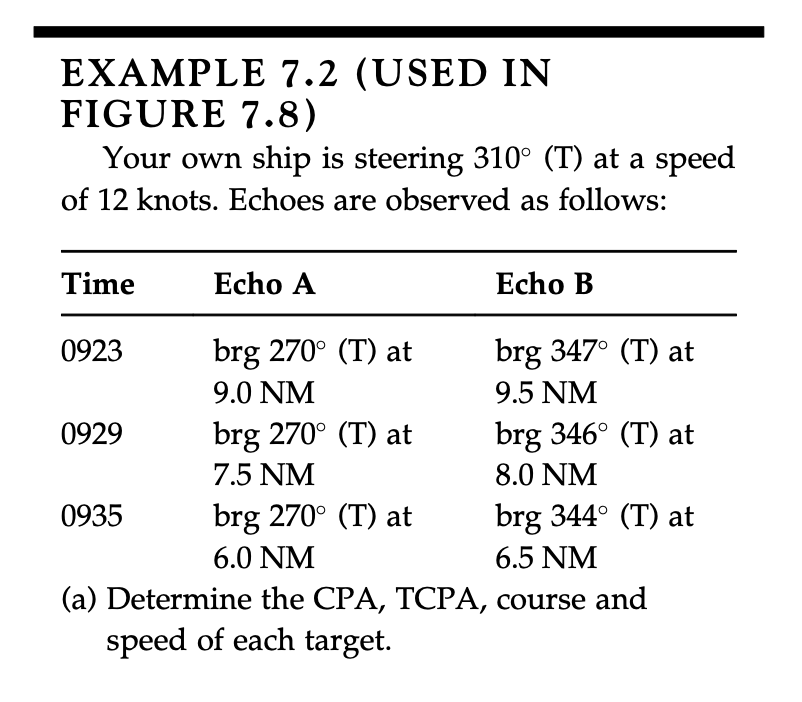 EXAMPLE 7.2 (USED IN
FIGURE 7.8)
Your own ship is steering 310° (T) at a speed
of 12 knots. Echoes are observed as follows:
Time Echo A Echo B
0923 brg 270° (T) at brg 347° (T) at
9.0 NM 9.5 NM
0929 brg 270° (T) at brg 346° (T) at
7.5 NM 8.0 NM
0935 brg 270° (T) at brg 344° (T) at
6.0 NM 6.5 NM
(a) Determine the CPA, TCPA, course and
speed of each target.